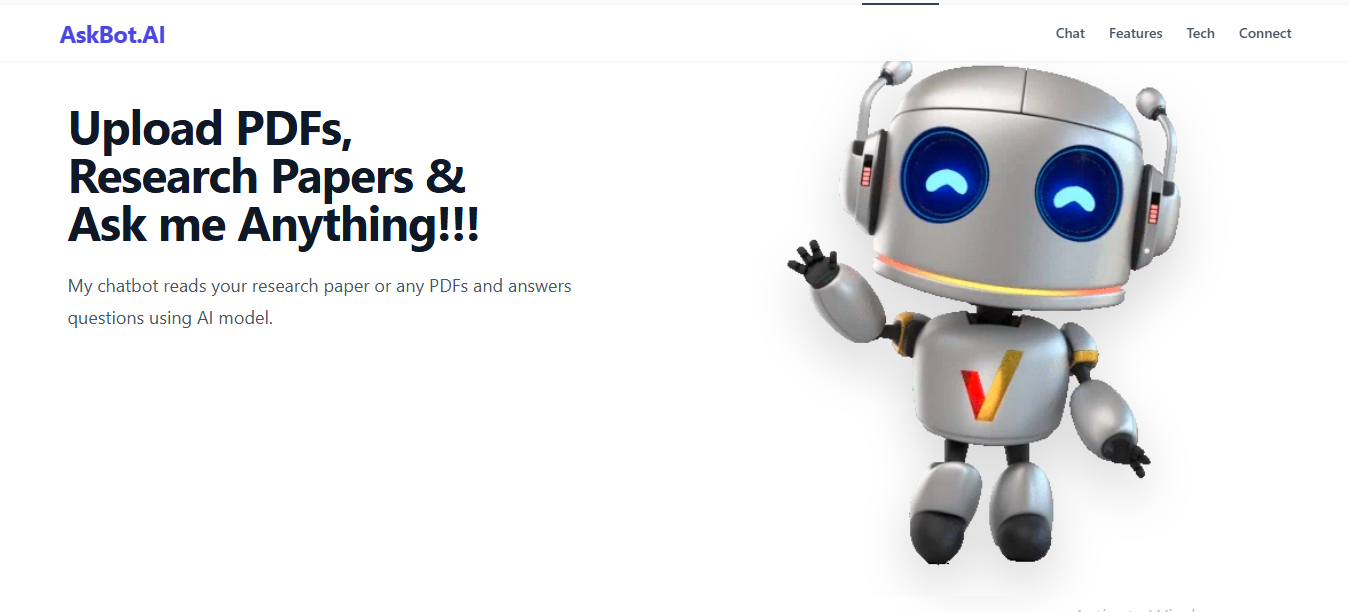 AskBot.AI
Chat Features Tech Connect
Upload PDFs,
Research Papers &
Ask me Anything!!!
My chatbot reads your research paper or any PDFs and answers
questions using AI model.
V